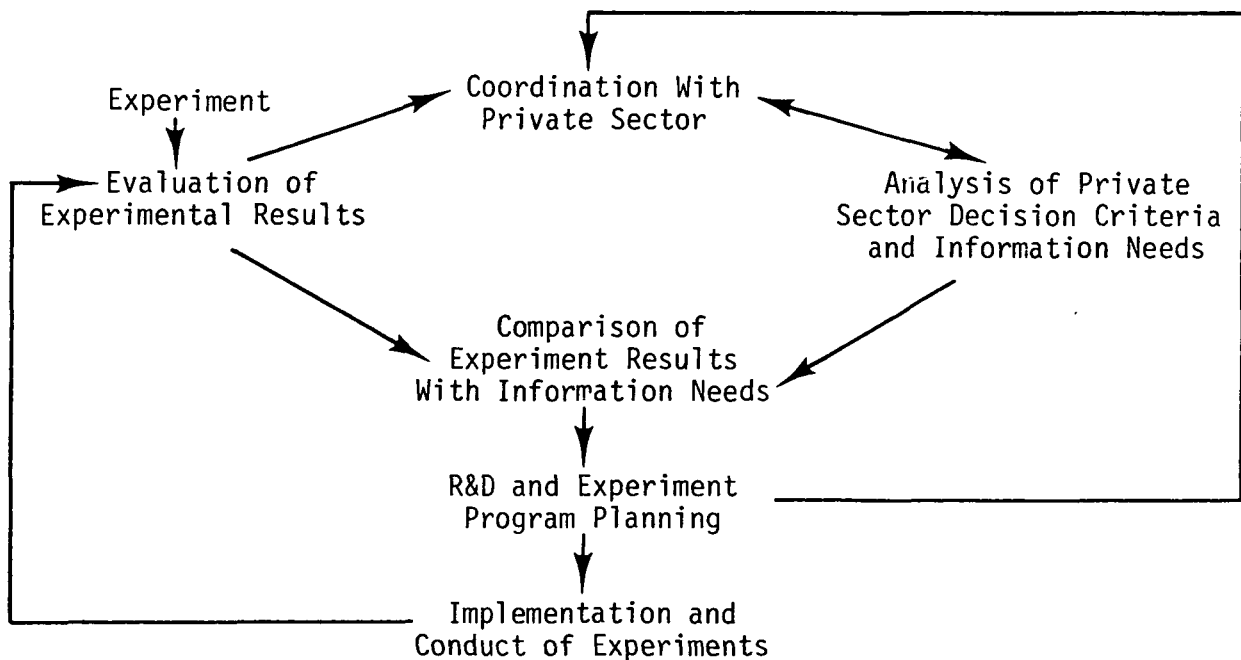 Coordination With
Private Sector
Experiment
Evaluation of
Experimental Results
Analysis of Private
Sector Decision Criteria
and Information Needs
Comparison of
Experiment Results
With Information Needs
R&D and Experiment
Program Planning
Implementation and
Conduct of Experiments